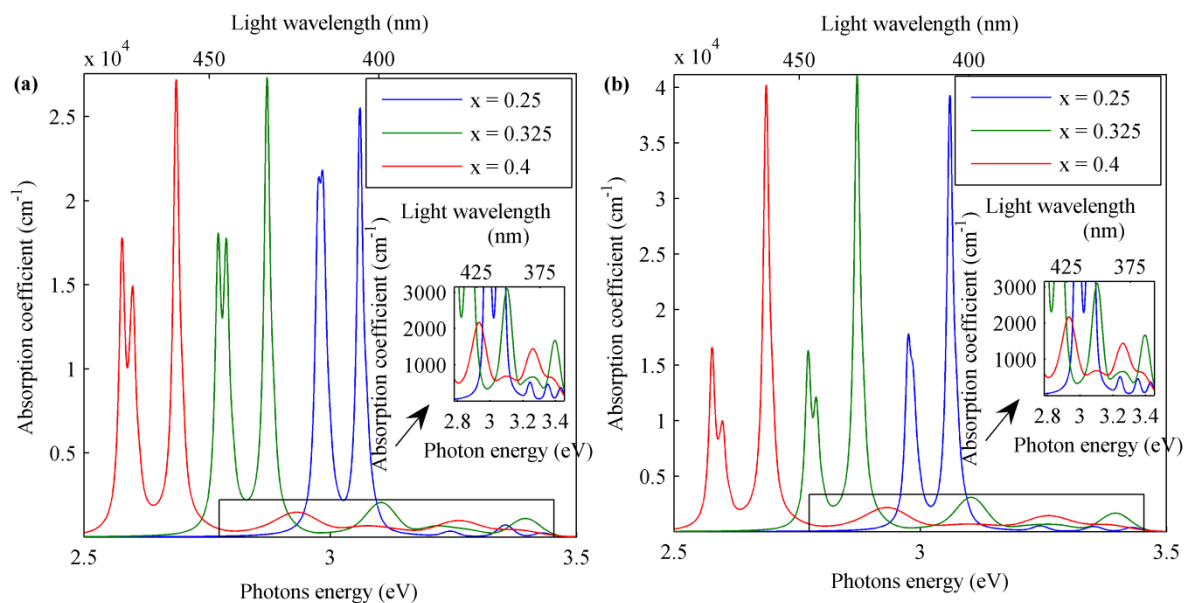 Light wavelength (nm)
x 10^4 450 400
(a)
x = 0.25
x = 0.325
x = 0.4
2.5
2
1.5
1
0.5
Absorption coefficient (cm^-1)
2.5 3 3.5
Photons energy (eV)
Light wavelength
(nm)
425 375
3000
2000
1000
Absorption coefficient (cm^-1)
2.8 3 3.2 3.4
Photon energy (eV)
Light wavelength (nm)
x 10^4 450 400
(b)
x = 0.25
x = 0.325
x = 0.4
4
3.5
3
2.5
2
1.5
1
0.5
Absorption coefficient (cm^-1)
2.5 3 3.5
Photons energy (eV)
Light wavelength
(nm)
425 375
3000
2000
1000
Absorption coefficient (cm^-1)
2.8 3 3.2 3.4
Photon energy (eV)